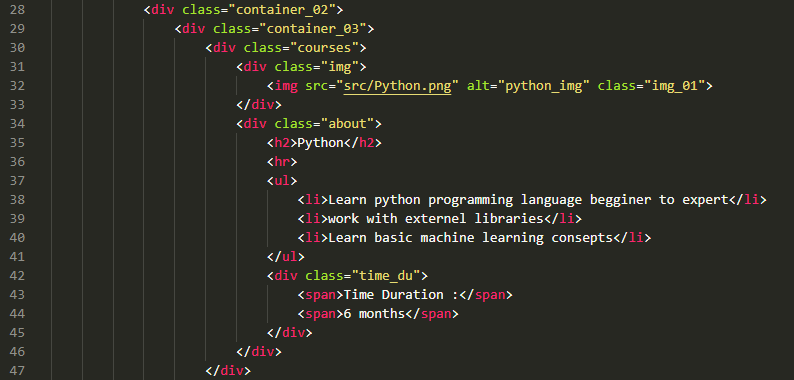 28 <div class="container_02">
29 <div class="container_03">
30 <div class="courses">
31 <div class="img">
32 <img src="src/Python.png" alt="python_img" class="img_01">
33 </div>
34 <div class="about">
35 <h2>Python</h2>
36 <hr>
37 <ul>
38 <li>Learn python programming language begginer to expert</li>
39 <li>work with externel libraries</li>
40 <li>Learn basic machine learning consepts</li>
41 </ul>
42 <div class="time_du">
43 <span>Time Duration :</span>
44 <span>6 months</span>
45 </div>
46 </div>
47 </div>